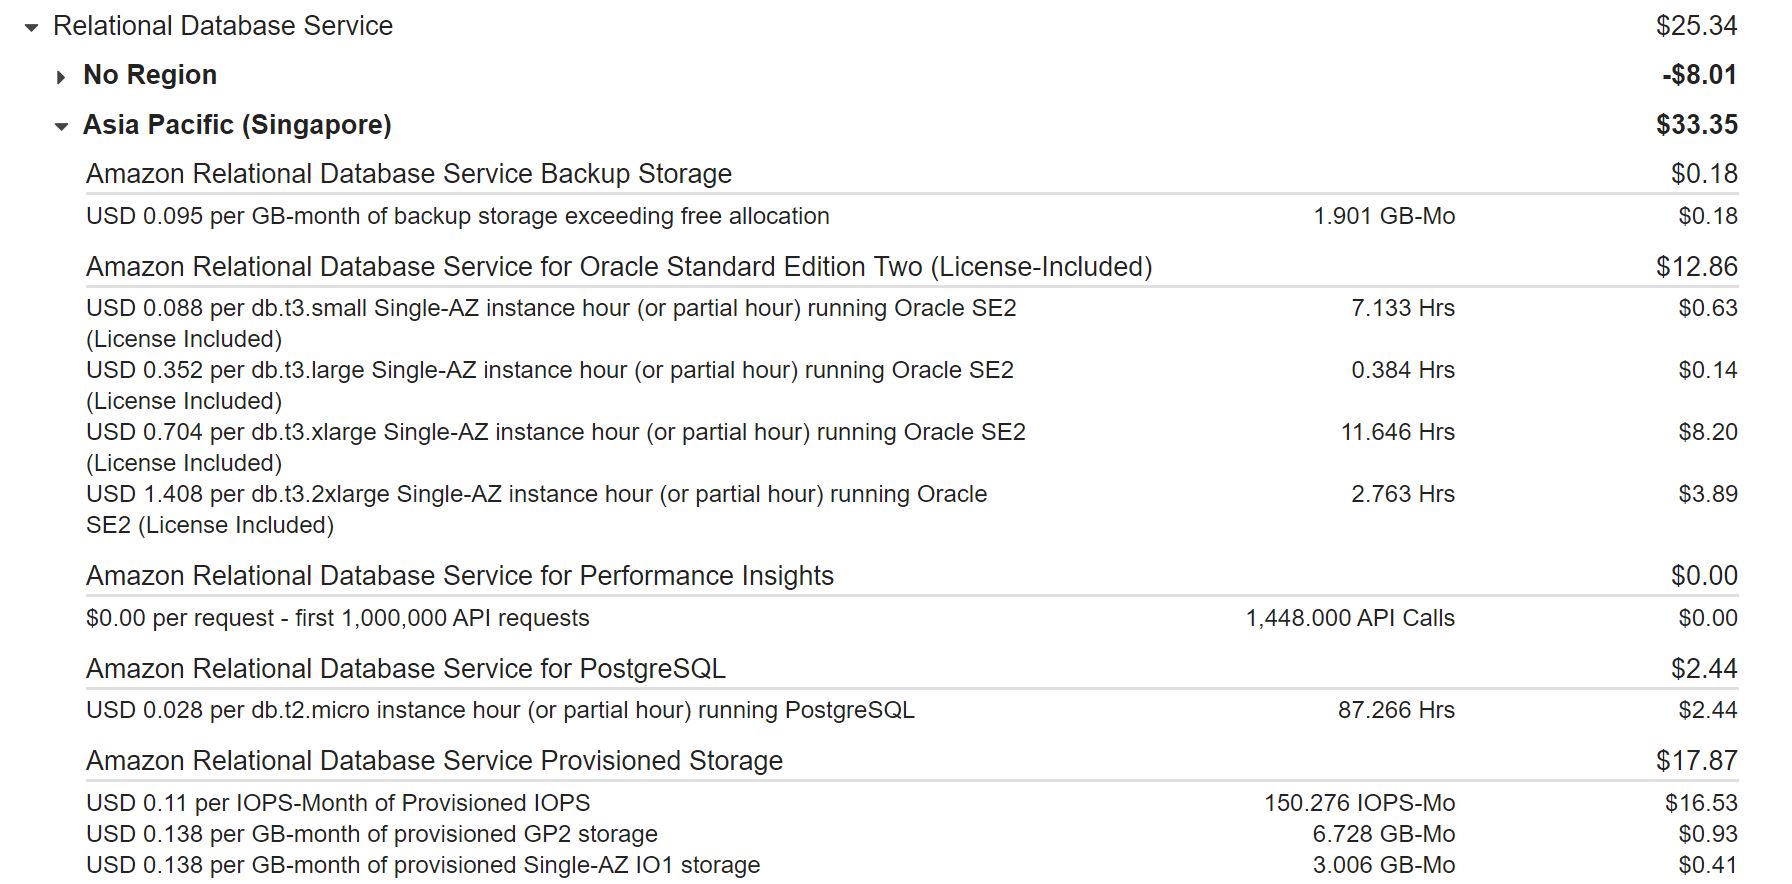 Relational Database Service $25.34
No Region -$8.01
Asia Pacific (Singapore) $33.35
Amazon Relational Database Service Backup Storage $0.18
USD 0.095 per GB-month of backup storage exceeding free allocation 1.901 GB-Mo $0.18
Amazon Relational Database Service for Oracle Standard Edition Two (License-Included) $12.86
USD 0.088 per db.t3.small Single-AZ instance hour (or partial hour) running Oracle SE2 7.133 Hrs $0.63
(License Included)
USD 0.352 per db.t3.large Single-AZ instance hour (or partial hour) running Oracle SE2 0.384 Hrs $0.14
(License Included)
USD 0.704 per db.t3.xlarge Single-AZ instance hour (or partial hour) running Oracle SE2 11.646 Hrs $8.20
(License Included)
USD 1.408 per db.t3.2xlarge Single-AZ instance hour (or partial hour) running Oracle 2.763 Hrs $3.89
SE2 (License Included)
Amazon Relational Database Service for Performance Insights $0.00
$0.00 per request - first 1,000,000 API requests 1,448.000 API Calls $0.00
Amazon Relational Database Service for PostgreSQL $2.44
USD 0.028 per db.t2.micro instance hour (or partial hour) running PostgreSQL 87.266 Hrs $2.44
Amazon Relational Database Service Provisioned Storage $17.87
USD 0.11 per IOPS-Month of Provisioned IOPS 150.276 IOPS-Mo $16.53
USD 0.138 per GB-month of provisioned GP2 storage 6.728 GB-Mo $0.93
USD 0.138 per GB-month of provisioned Single-AZ IO1 storage 3.006 GB-Mo $0.41